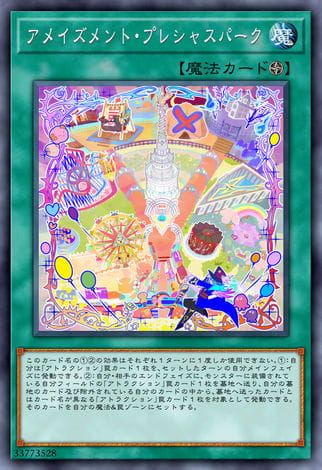 アメイズメント・プレシャスパーク
魔
【魔法カード】
このカード名の①②の効果はそれぞれ1ターンに1度しか使用できない。①:自
分は「アトラクション」罠カード1枚を、セットしたターンの自分メインフェイ
ズに発動できる。②:自分・相手のエンドフェイズに、モンスターに装備されて
いる自分フィールドの「アトラクション」罠カード1枚を墓地へ送り、自分の墓地
のカード及び除外されている自分のカードの中から、墓地へ送ったカードと
はカード名が異なる「アトラクション」罠カード1枚を対象として発動できる。
そのカードを自分の魔法&罠ゾーンにセットする。
33773528